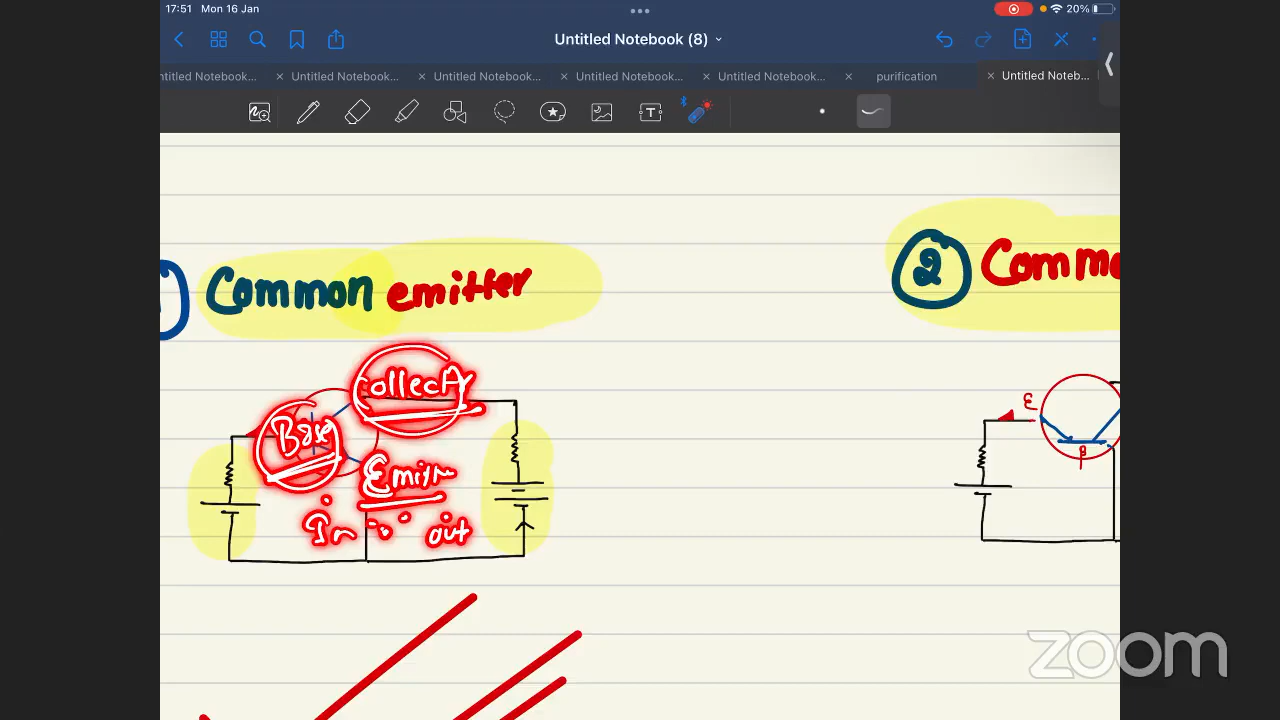 17:51 Mon 16 Jan
20%
Untitled Notebook (8)
ntitled Notebook... Untitled Notebook... Untitled Notebook... Untitled Notebook... Untitled Notebook... purification Untitled Noteb...
T
Common emitter
2 Commo
Collector
Base
Emitter
In out
E
B
zoom